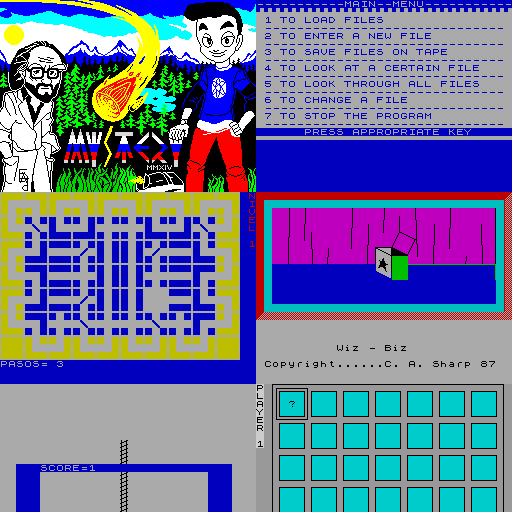 MYSTERY
MMXIV
MAIN--MENU
1 TO LOAD FILES
2 TO ENTER A NEW FILE
3 TO SAVE FILES ON TAPE
4 TO LOOK AT A CERTAIN FILE
5 TO LOOK THROUGH ALL FILES
6 TO CHANGE A FILE
7 TO STOP THE PROGRAM
PRESS APPROPRIATE KEY
PASOS= 3
Wiz - Biz
Copyright......C. A. Sharp 87
SCORE=1
PLAYER 1
?